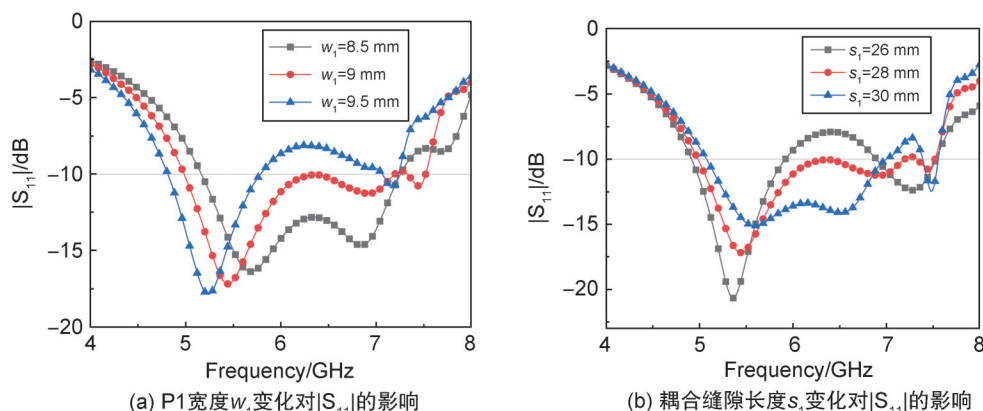 0
−5
−10
−15
−20
|S₁₁|/dB
w₁=8.5 mm
w₁=9 mm
w₁=9.5 mm
4 5 6 7 8
Frequency/GHz
(a) P1宽度w₁变化对|S₁₁|的影响
0
−5
−10
−15
−20
|S₁₁|/dB
s₁=26 mm
s₁=28 mm
s₁=30 mm
4 5 6 7 8
Frequency/GHz
(b) 耦合缝隙长度s₁变化对|S₁₁|的影响